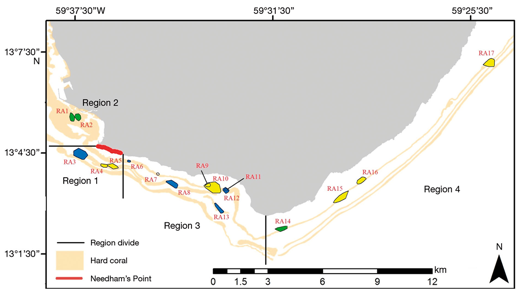 59°37'30"W 59°31'30" 59°25'30"
13°7'30"
N
RA17
Region 2
RA1
RA2
13°4'30"
RA3
RA4
RA5
RA6
RA7
RA8
RA9
RA10
RA11
RA12
RA13
RA16
RA15
RA14
Region 1
Region 3
Region 4
13°1'30"
Region divide
Hard coral
Needham's Point
km
0 1.5 3 6 9 12
N